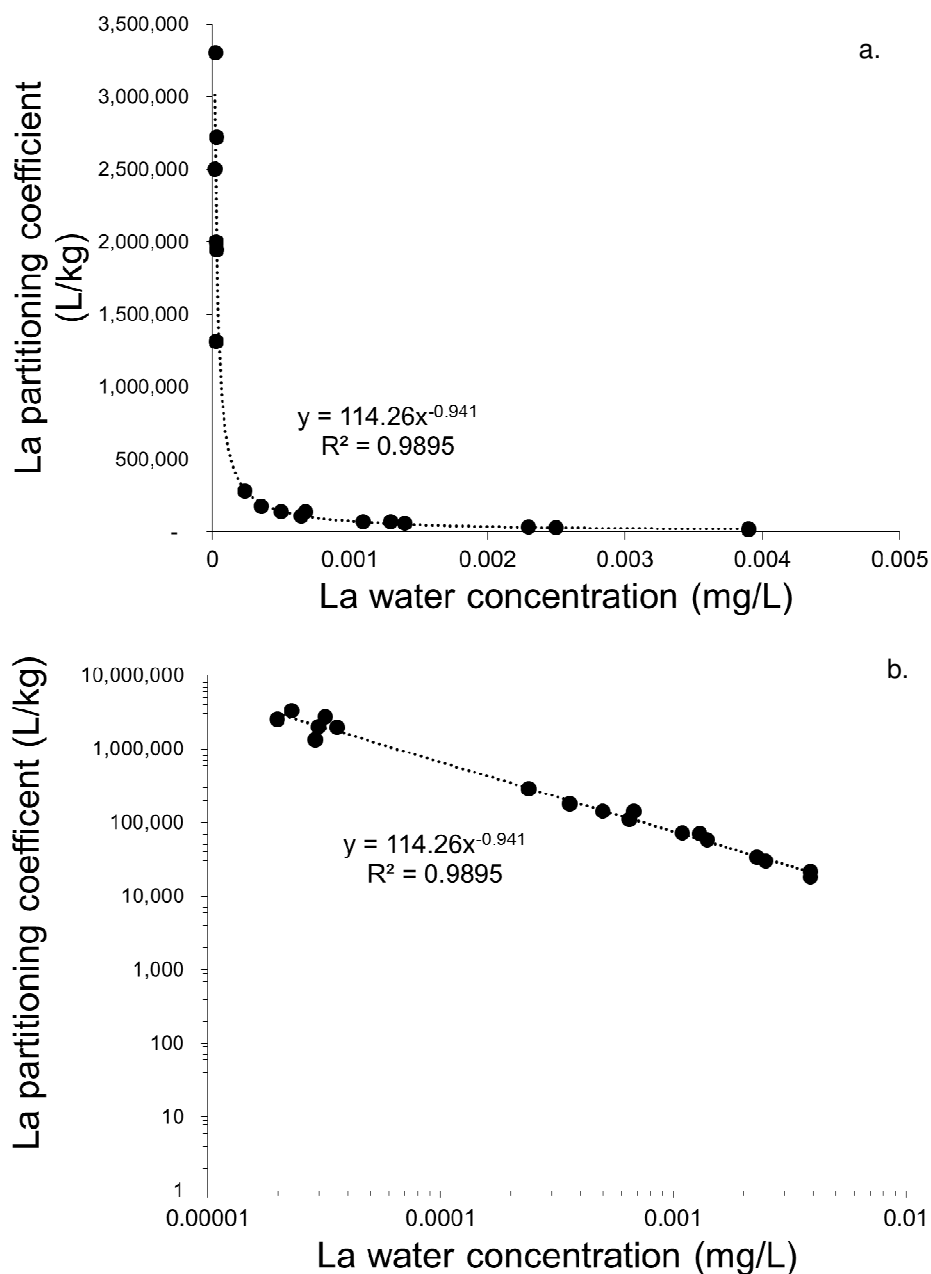 a.
La partitioning coefficient
(L/kg)
3,500,000
3,000,000
2,500,000
2,000,000
1,500,000
1,000,000
500,000
-
y = 114.26x^-0.941
R² = 0.9895
0 0.001 0.002 0.003 0.004 0.005
La water concentration (mg/L)
b.
La partitioning coefficent (L/kg)
10,000,000
1,000,000
100,000
10,000
1,000
100
10
1
y = 114.26x^-0.941
R² = 0.9895
0.00001 0.0001 0.001 0.01
La water concentration (mg/L)